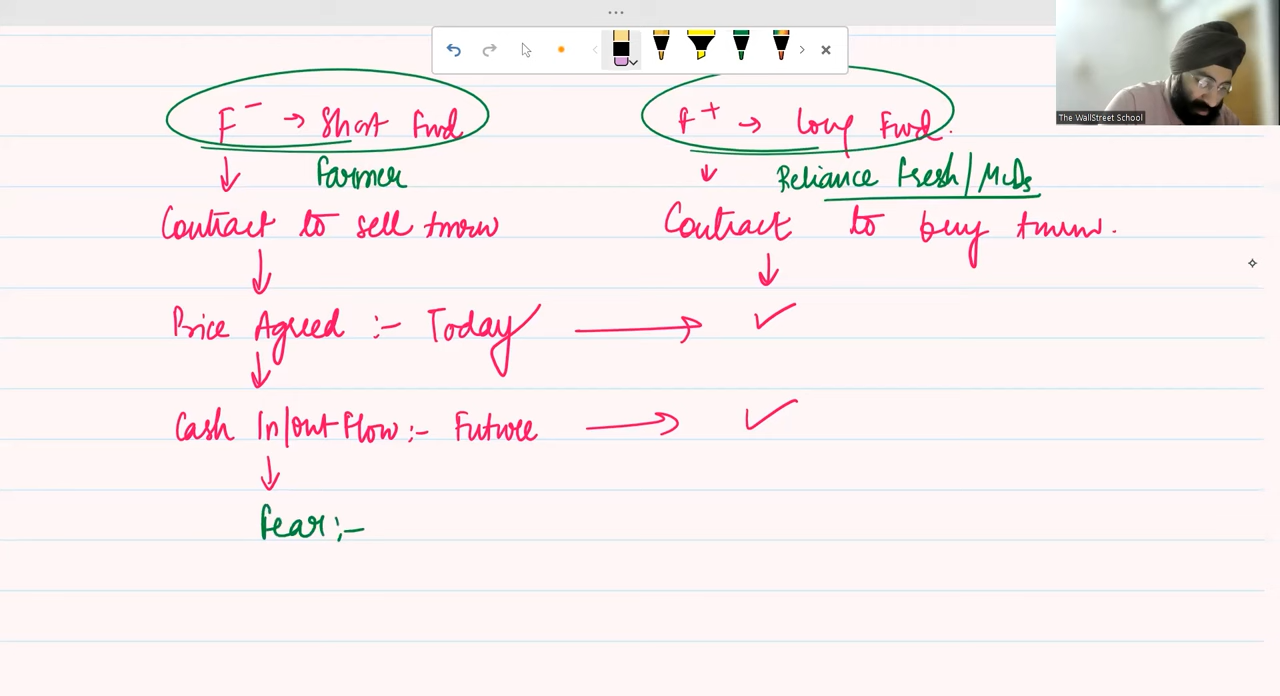 F⁻ → Short Fwd
f⁺ → Long Fwd.
The WallStreet School
Farmer
Reliance Fresh/McDs
Contract to sell tmrw
Contract to buy tmrw.
Price Agreed :- Today → ✓
Cash In/out Flow :- Future → ✓
Fear :-